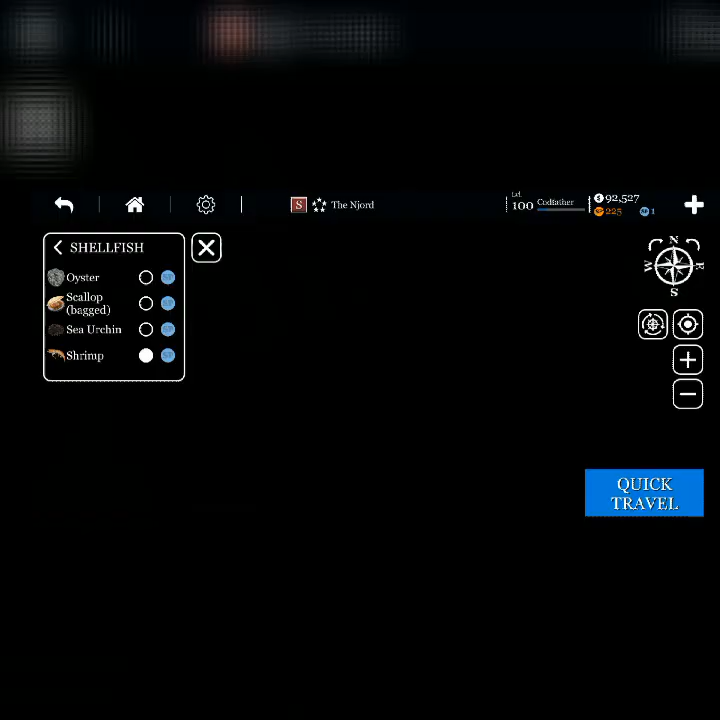 S The Njord
Lvl
100 Codfather
92,527
225
1
SHELLFISH
Oyster
Scallop
(bagged)
Sea Urchin
Shrimp
N
W
S
QUICK
TRAVEL